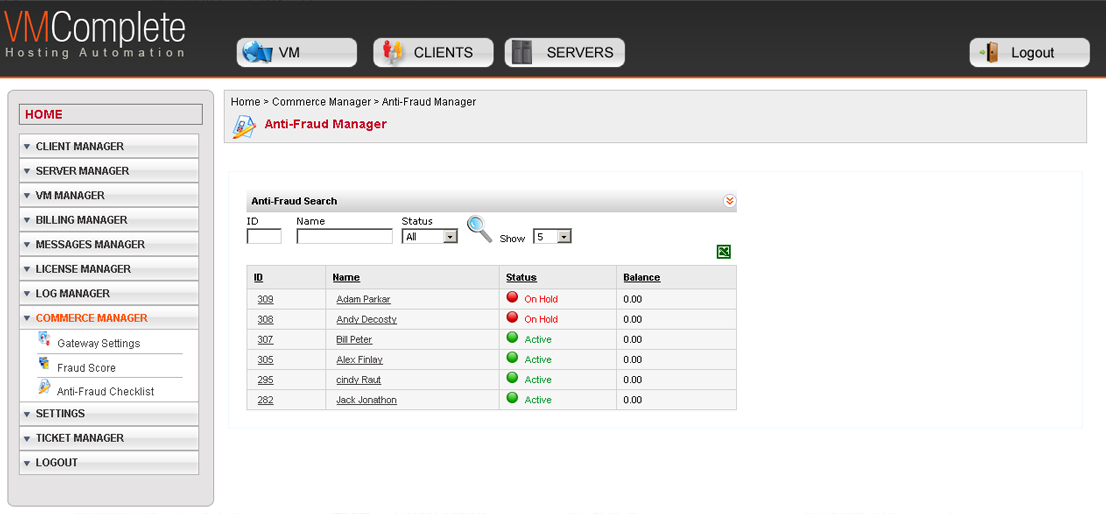 VMComplete
Hosting Automation
VM
CLIENTS
SERVERS
Logout
HOME
CLIENT MANAGER
SERVER MANAGER
VM MANAGER
BILLING MANAGER
MESSAGES MANAGER
LICENSE MANAGER
LOG MANAGER
COMMERCE MANAGER
Gateway Settings
Fraud Score
Anti-Fraud Checklist
SETTINGS
TICKET MANAGER
LOGOUT
Home > Commerce Manager > Anti-Fraud Manager
Anti-Fraud Manager
Anti-Fraud Search
ID Name Status
All Show 5
ID Name Status Balance
309 Adam Parkar On Hold 0.00
308 Andy Decosty On Hold 0.00
307 Bill Peter Active 0.00
305 Alex Finlay Active 0.00
295 cindy Raut Active 0.00
282 Jack Jonathon Active 0.00